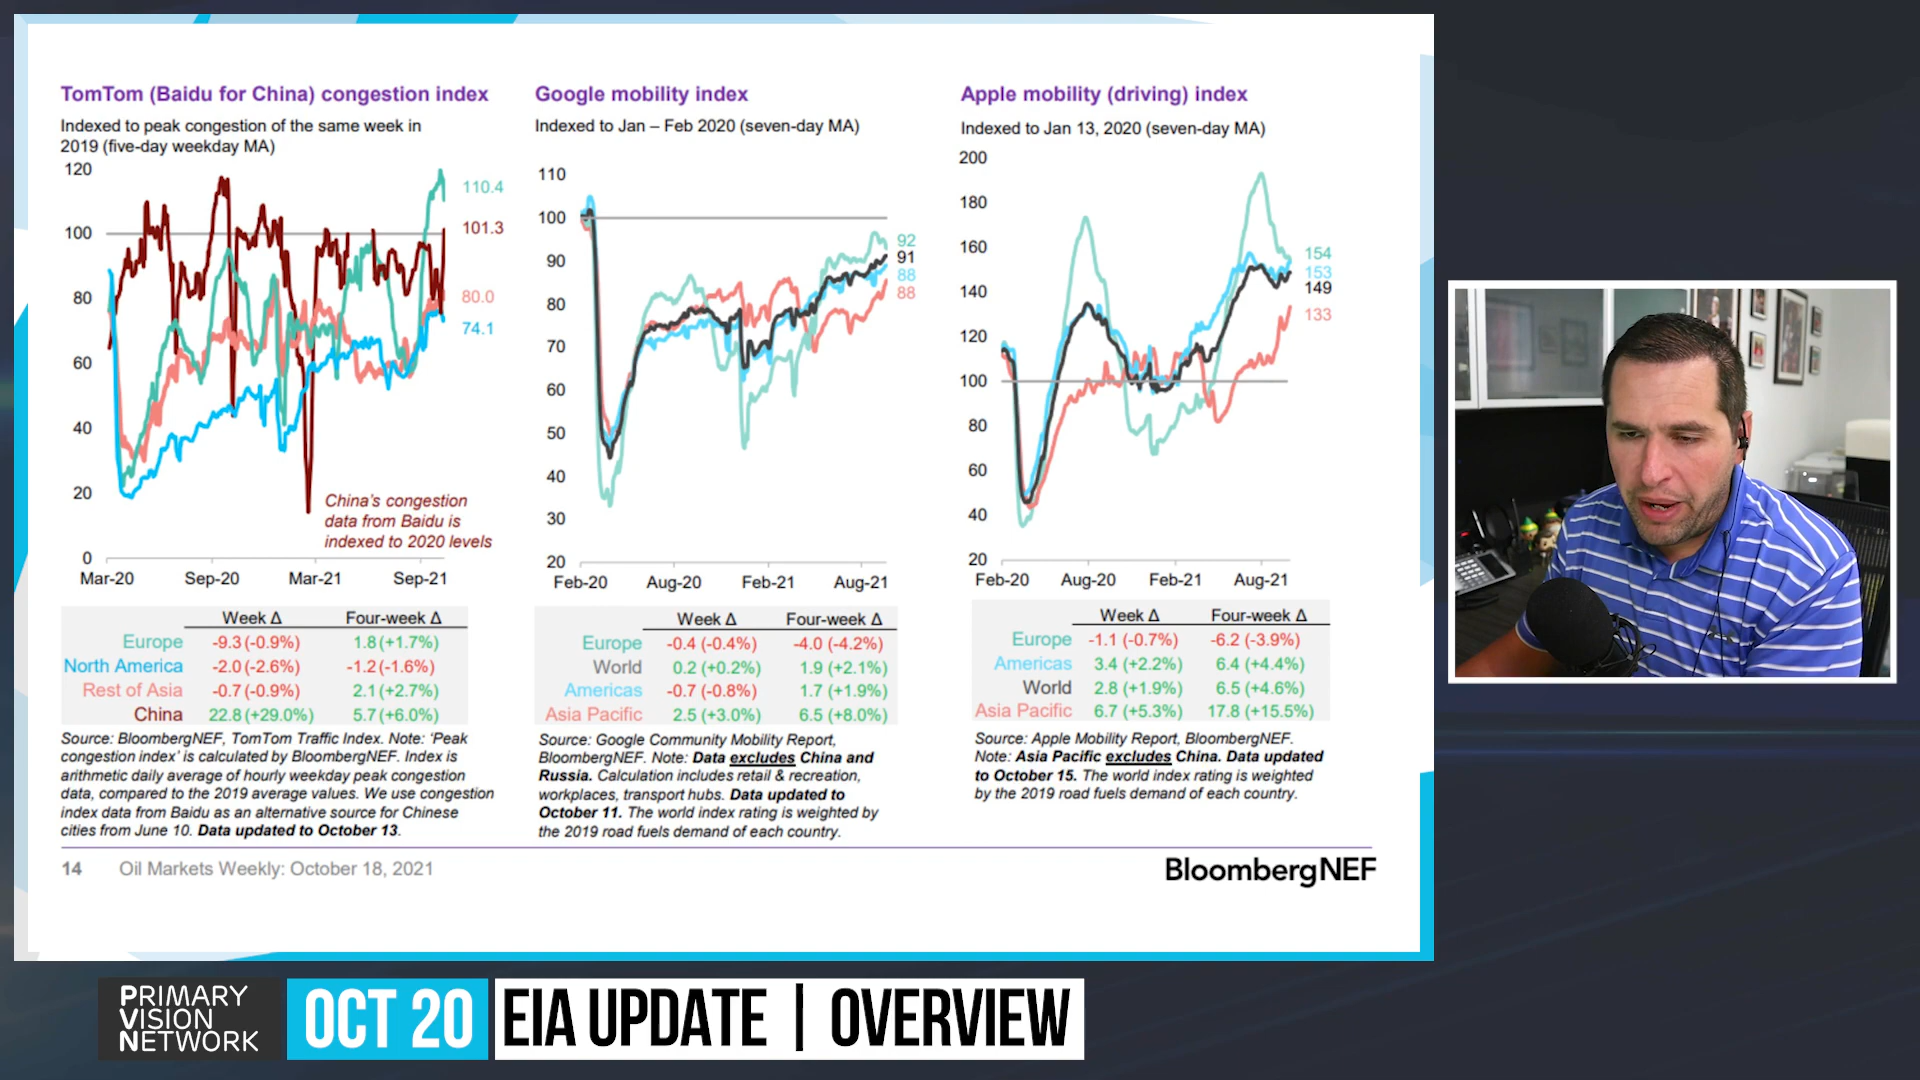 TomTom (Baidu for China) congestion index
Indexed to peak congestion of the same week in
2019 (five-day weekday MA)
120
100
80
60
40
20
0
110.4
101.3
80.0
74.1
China's congestion
data from Baidu is
indexed to 2020 levels
Mar-20 Sep-20 Mar-21 Sep-21
Week Δ Four-week Δ
Europe -9.3 (-0.9%) 1.8 (+1.7%)
North America -2.0 (-2.6%) -1.2 (-1.6%)
Rest of Asia -0.7 (-0.9%) 2.1 (+2.7%)
China 22.8 (+29.0%) 5.7 (+6.0%)
Source: BloombergNEF, TomTom Traffic Index. Note: 'Peak
congestion index' is calculated by BloombergNEF. Index is
arithmetic daily average of hourly weekday peak congestion
data, compared to the 2019 average values. We use congestion
index data from Baidu as an alternative source for Chinese
cities from June 10. Data updated to October 13.
Google mobility index
Indexed to Jan – Feb 2020 (seven-day MA)
110
100
90
80
70
60
50
40
30
20
92
91
88
88
Feb-20 Aug-20 Feb-21 Aug-21
Week Δ Four-week Δ
Europe -0.4 (-0.4%) -4.0 (-4.2%)
World 0.2 (+0.2%) 1.9 (+2.1%)
Americas -0.7 (-0.8%) 1.7 (+1.9%)
Asia Pacific 2.5 (+3.0%) 6.5 (+8.0%)
Source: Google Community Mobility Report,
BloombergNEF. Note: Data excludes China and
Russia. Calculation includes retail & recreation,
workplaces, transport hubs. Data updated to
October 11. The world index rating is weighted by
the 2019 road fuels demand of each country.
Apple mobility (driving) index
Indexed to Jan 13, 2020 (seven-day MA)
200
180
160
140
120
100
80
60
40
20
154
153
149
133
Feb-20 Aug-20 Feb-21 Aug-21
Week Δ Four-week Δ
Europe -1.1 (-0.7%) -6.2 (-3.9%)
Americas 3.4 (+2.2%) 6.4 (+4.4%)
World 2.8 (+1.9%) 6.5 (+4.6%)
Asia Pacific 6.7 (+5.3%) 17.8 (+15.5%)
Source: Apple Mobility Report, BloombergNEF.
Note: Asia Pacific excludes China. Data updated
to October 15. The world index rating is weighted
by the 2019 road fuels demand of each country.
14 Oil Markets Weekly: October 18, 2021
BloombergNEF
PRIMARY
VISION
NETWORK
OCT 20
EIA UPDATE | OVERVIEW